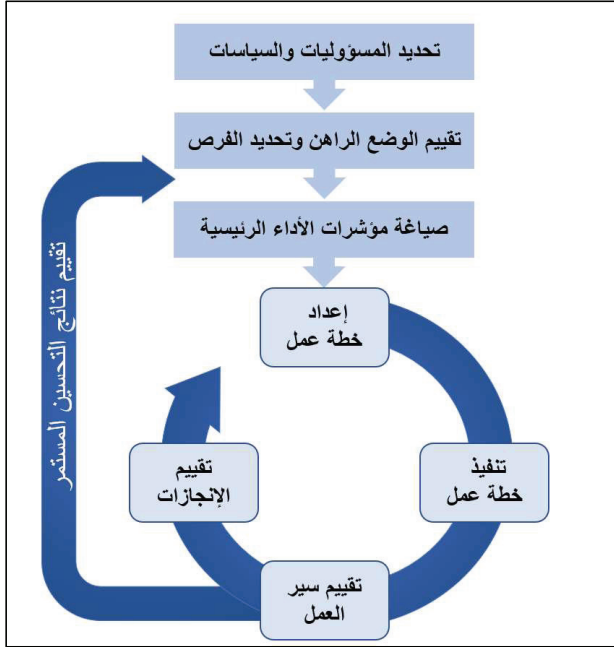 تحديد المسؤوليات والسياسات
تقييم الوضع الراهن وتحديد الفرص
صياغة مؤشرات الأداء الرئيسية
إعداد
خطة عمل
تنفيذ
خطة عمل
تقييم سير
العمل
تقييم
الإنجازات
تقييم نتائج التحسين المستمر